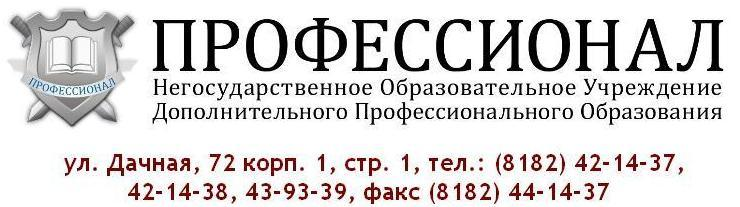 ПРОФЕССИОНАЛ
Негосударственное Образовательное Учреждение
Дополнительного Профессионального Образования
ПРОФЕССИОНАЛ
ул. Дачная, 72 корп. 1, стр. 1, тел.: (8182) 42-14-37,
42-14-38, 43-93-39, факс (8182) 44-14-37